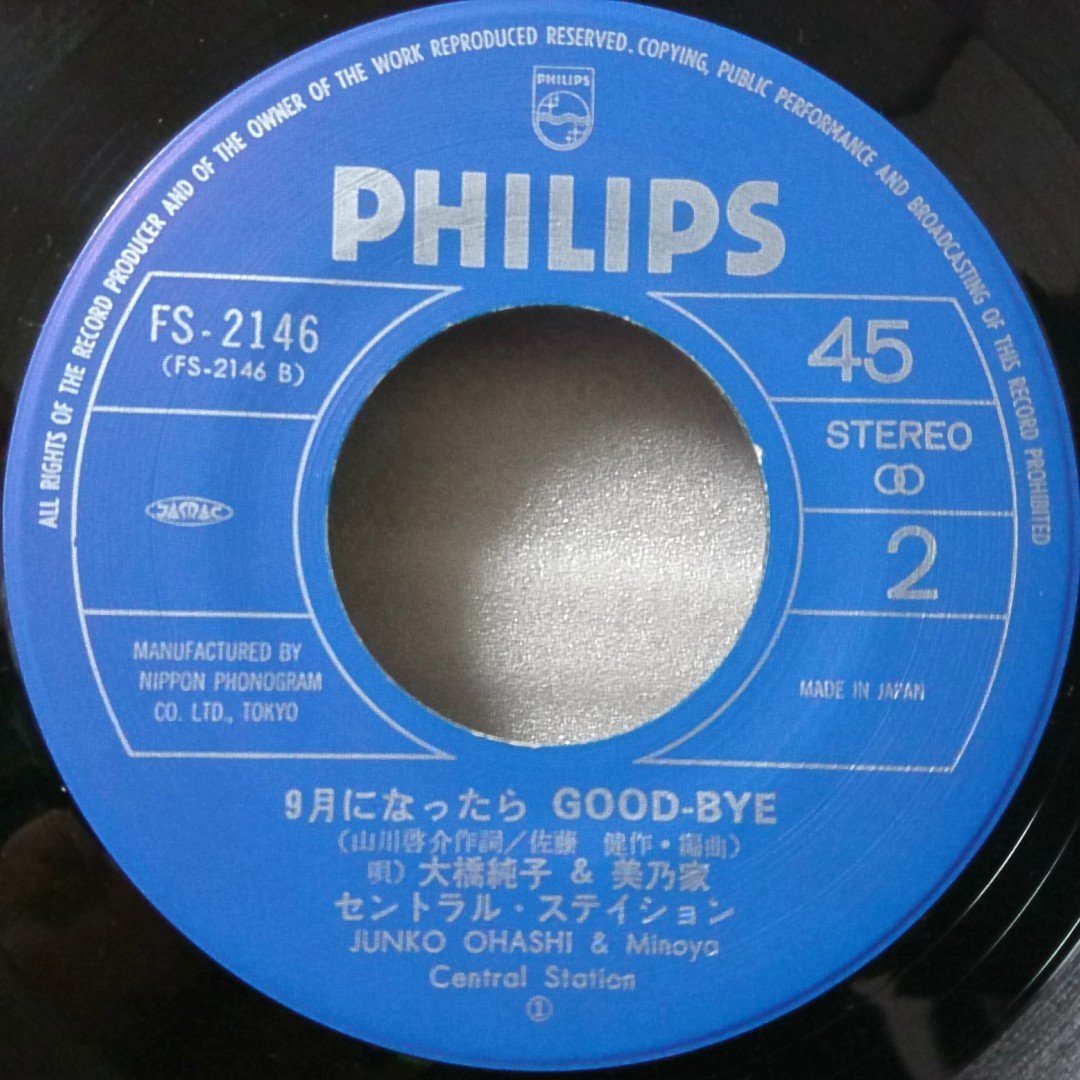 ALL RIGHTS OF THE RECORD PRODUCER AND OF THE OWNER OF THE WORK REPRODUCED RESERVED. COPYING, PUBLIC PERFORMANCE AND BROADCASTING OF THIS RECORD PROHIBITED
PHILIPS
PHILIPS
FS-2146
(FS-2146 B)
45
STEREO
2
JASRAC
MANUFACTURED BY
NIPPON PHONOGRAM
CO. LTD., TOKYO
MADE IN JAPAN
9月になったら GOOD-BYE
(山川啓介作詞/佐藤 健作・編曲)
唄) 大橋純子 & 美乃家
セントラル・ステイション
JUNKO OHASHI & Minoya
Central Station
①